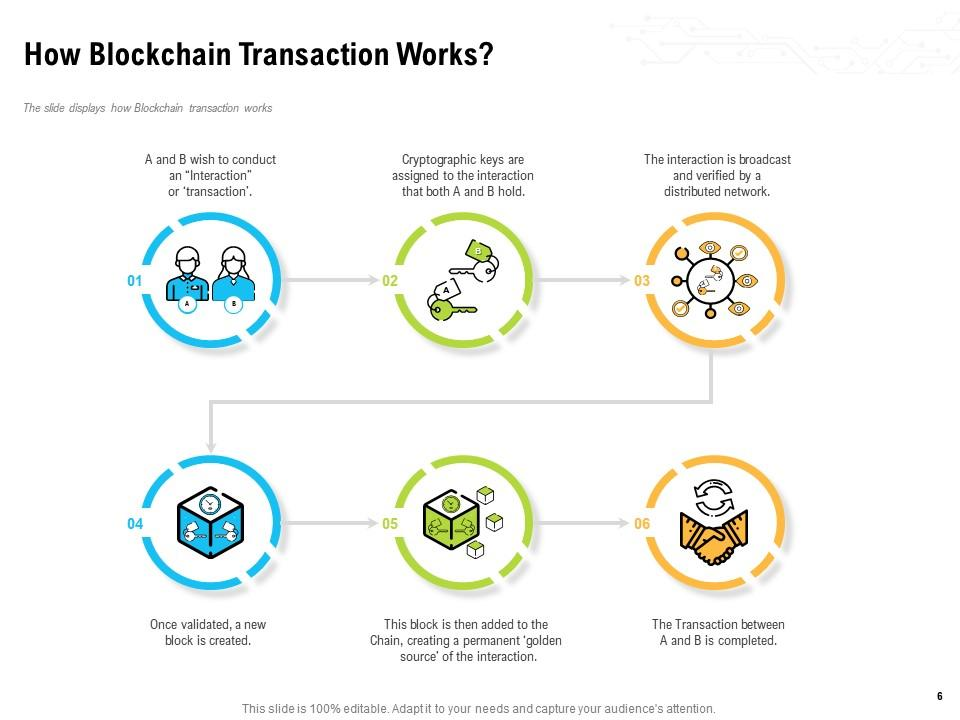 How Blockchain Transaction Works?
The slide displays how Blockchain transaction works
A and B wish to conduct
an “Interaction”
or ‘transaction’.
Cryptographic keys are
assigned to the interaction
that both A and B hold.
The interaction is broadcast
and verified by a
distributed network.
01
A
B
02
B
A
03
04
05
06
Once validated, a new
block is created.
This block is then added to the
Chain, creating a permanent ‘golden
source’ of the interaction.
The Transaction between
A and B is completed.
6
This slide is 100% editable. Adapt it to your needs and capture your audience's attention.